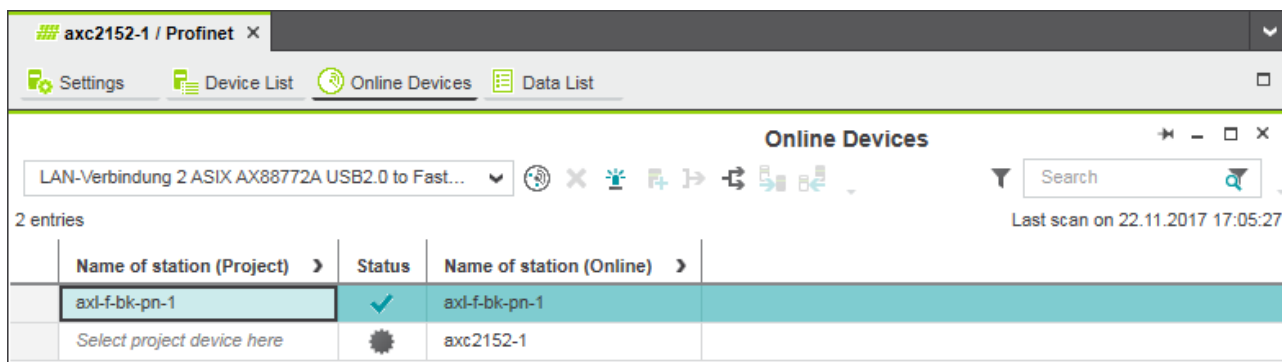 axc2152-1 / Profinet
Settings Device List Online Devices Data List
Online Devices
LAN-Verbindung 2 ASIX AX88772A USB2.0 to Fast... Search
2 entries Last scan on 22.11.2017 17:05:27
Name of station (Project) Status Name of station (Online)
axl-f-bk-pn-1 axl-f-bk-pn-1
Select project device here axc2152-1